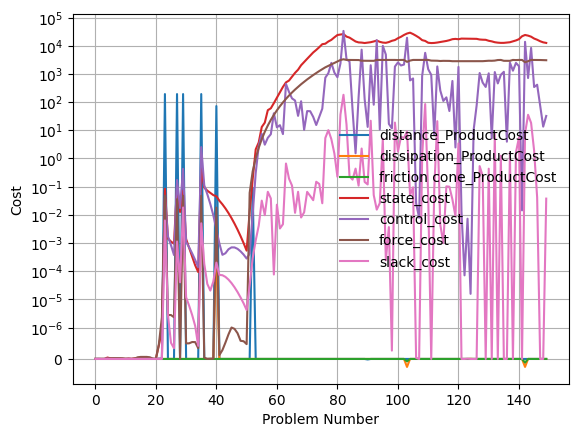 10^5
10^4
10^3
10^2
10^1
10^0
10^-1
10^-2
10^-3
10^-4
10^-5
10^-6
0
Cost
distance_ProductCost
dissipation_ProductCost
friction cone_ProductCost
state_cost
control_cost
force_cost
slack_cost
0 20 40 60 80 100 120 140
Problem Number